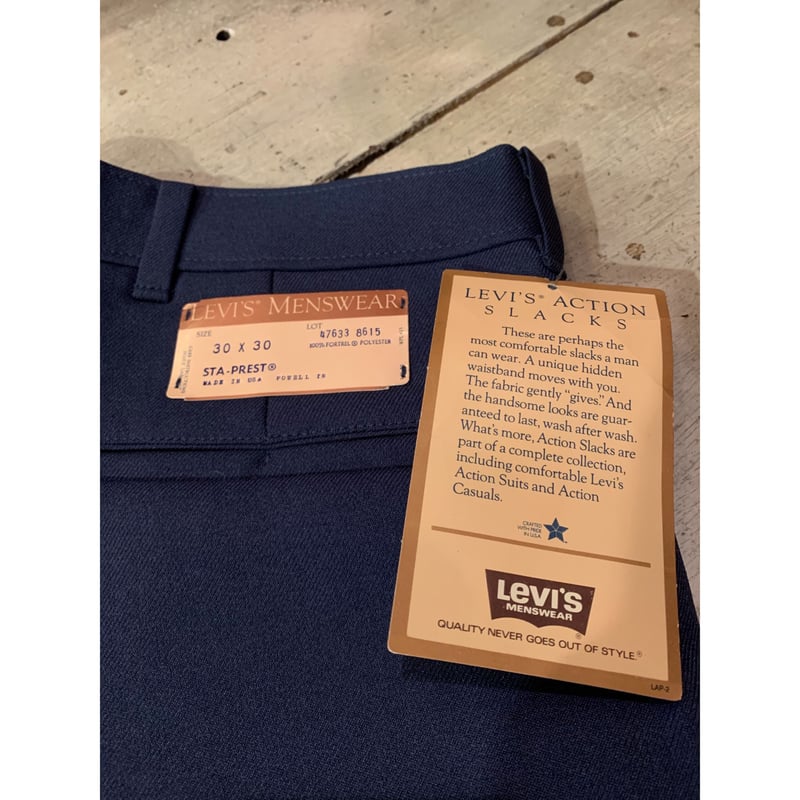 LEVI'S® MENSWEAR
SIZE
LOT
47633 8615
30 X 30
100% FORTREL® POLYESTER
STA-PREST®
MADE IN USA POWELL TN
LEVI'S® ACTION
SLACKS
These are perhaps the
most comfortable slacks a man
can wear. A unique hidden
waistband moves with you.
The fabric gently "gives." And
the handsome looks are guar-
anteed to last, wash after wash.
What's more, Action Slacks are
part of a complete collection,
including comfortable Levi's
Action Suits and Action
Casuals.
CRAFTED
WITH PRIDE
IN U.S.A.
LEVI'S
MENSWEAR
®
QUALITY NEVER GOES OUT OF STYLE.®
LAP-2